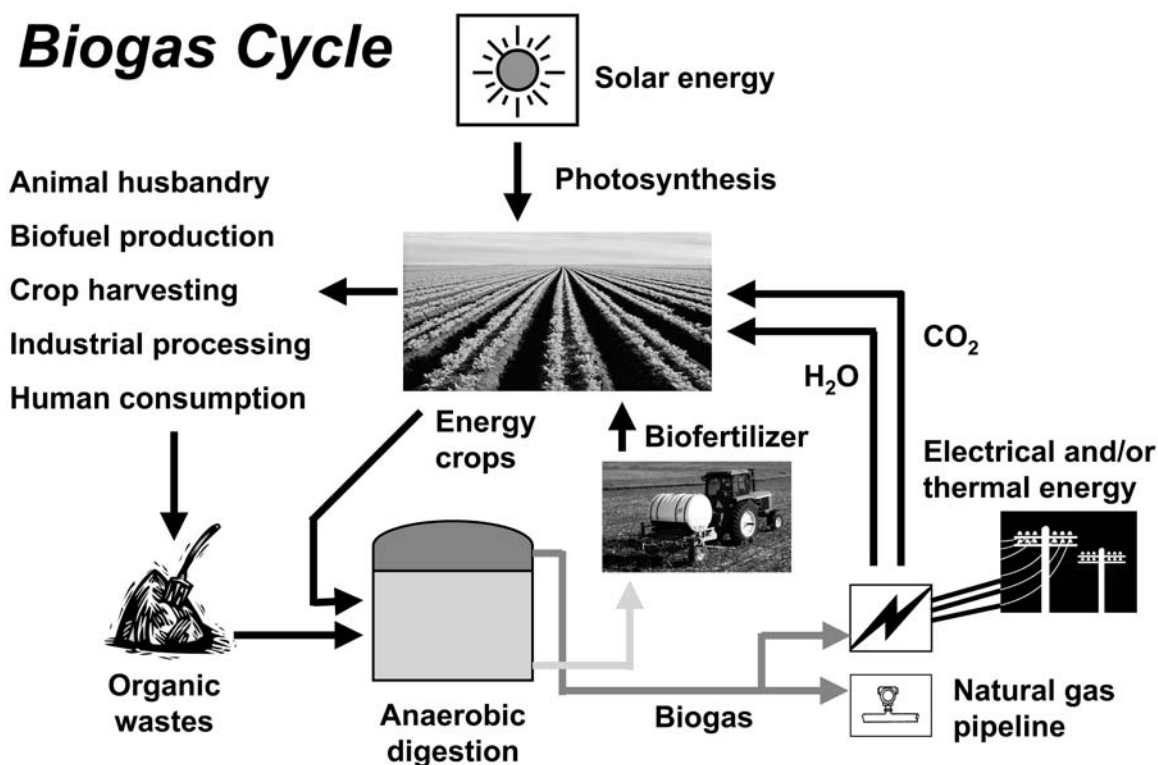 Biogas Cycle
Solar energy
Photosynthesis
Animal husbandry
Biofuel production
Crop harvesting
Industrial processing
Human consumption
CO₂
H₂O
Energy
crops
Biofertilizer
Electrical and/or
thermal energy
Organic
wastes
Anaerobic
digestion
Biogas
Natural gas
pipeline